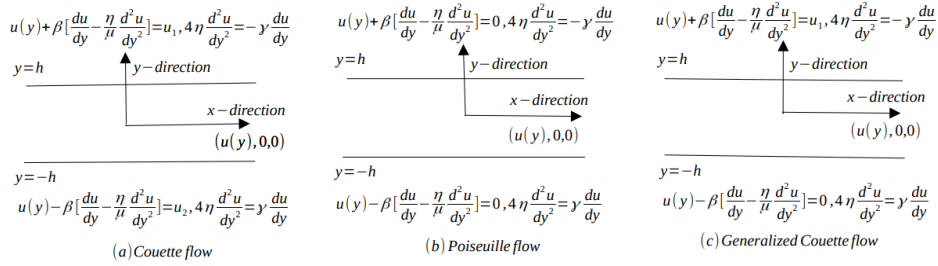 u(y)+β[du/dy−η/μ d²u/dy²]=u₁,4η d²u/dy²=−γ du/dy
y=h
y−direction
x−direction
(u(y),0,0)
y=−h
u(y)−β[du/dy−η/μ d²u/dy²]=u₂,4η d²u/dy²=γ du/dy
(a)Couette flow
u(y)+β[du/dy−η/μ d²u/dy²]=0,4η d²u/dy²=−γ du/dy
y=h
y−direction
x−direction
(u(y),0,0)
y=−h
u(y)−β[du/dy−η/μ d²u/dy²]=0,4η d²u/dy²=γ du/dy
(b) Poiseuille flow
u(y)+β[du/dy−η/μ d²u/dy²]=u₁,4η d²u/dy²=−γ du/dy
y=h
y−direction
x−direction
(u(y),0,0)
y=−h
u(y)−β[du/dy−η/μ d²u/dy²]=0,4η d²u/dy²=γ du/dy
(c)Generalized Couette flow